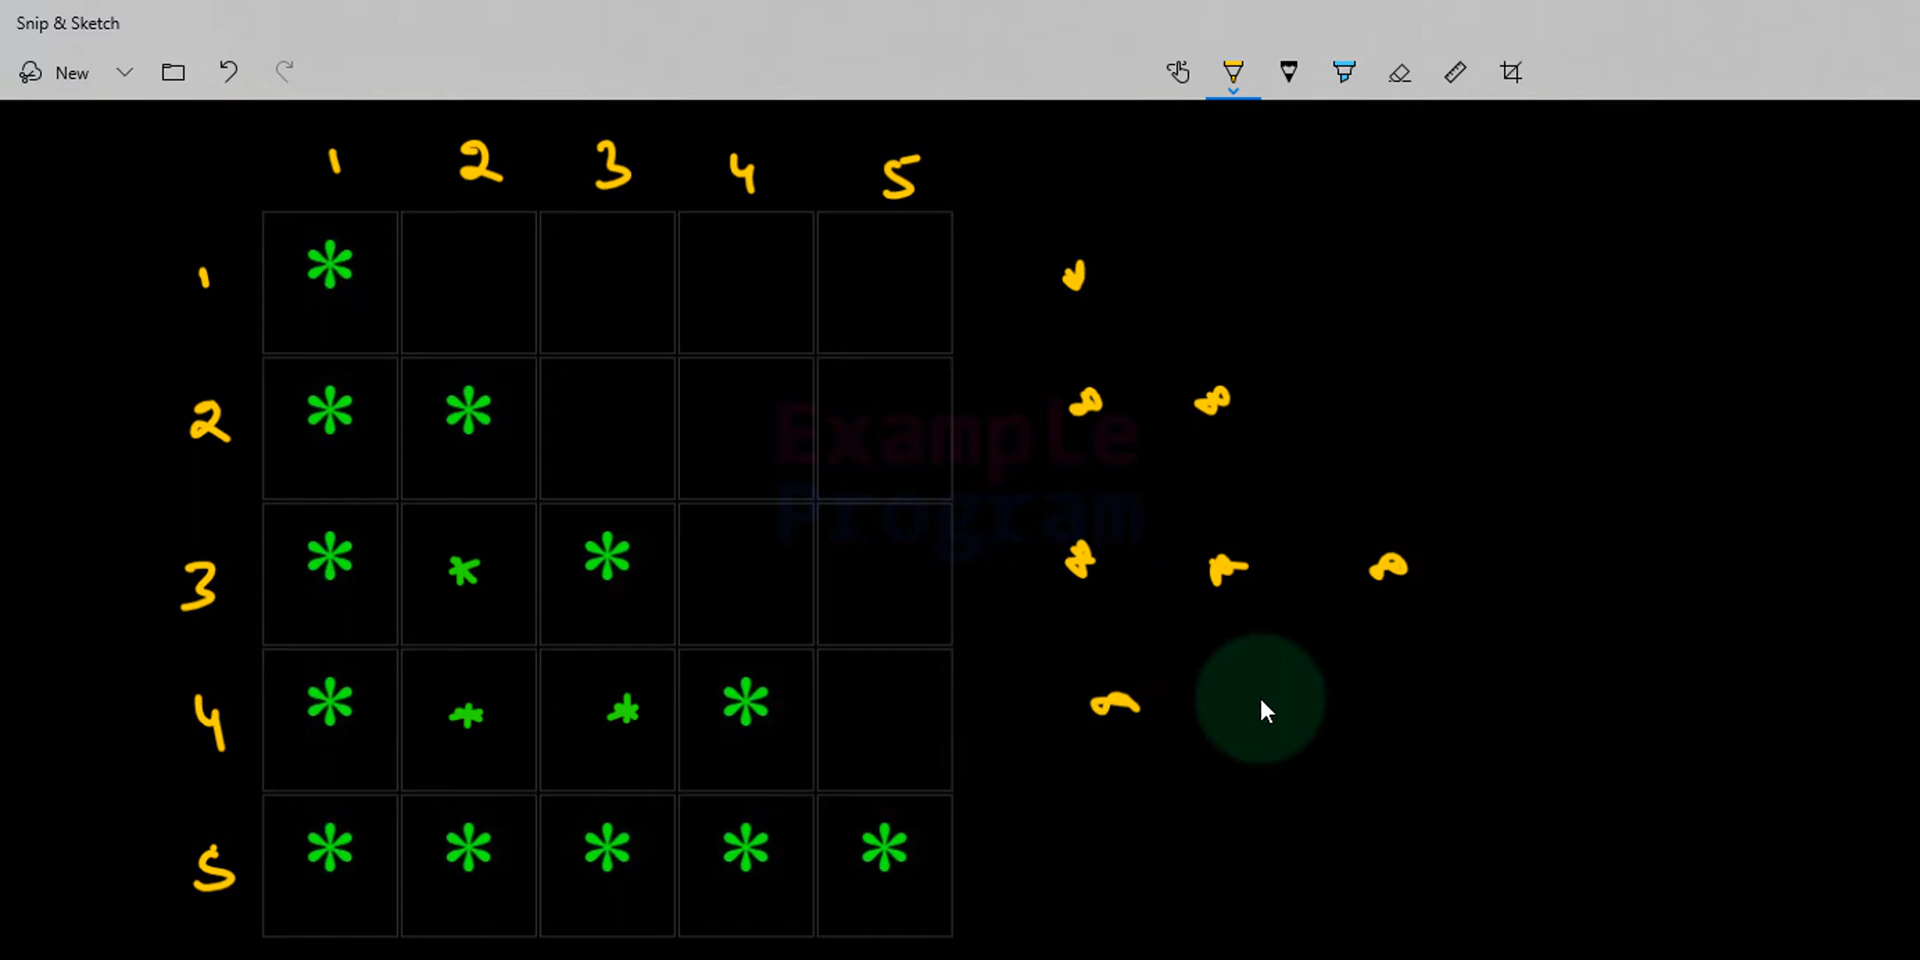 Snip & Sketch
New
1 2 3 4 5
1 *
2 * *
Example
Program
3 * * *
4 * * * *
5 * * * * *